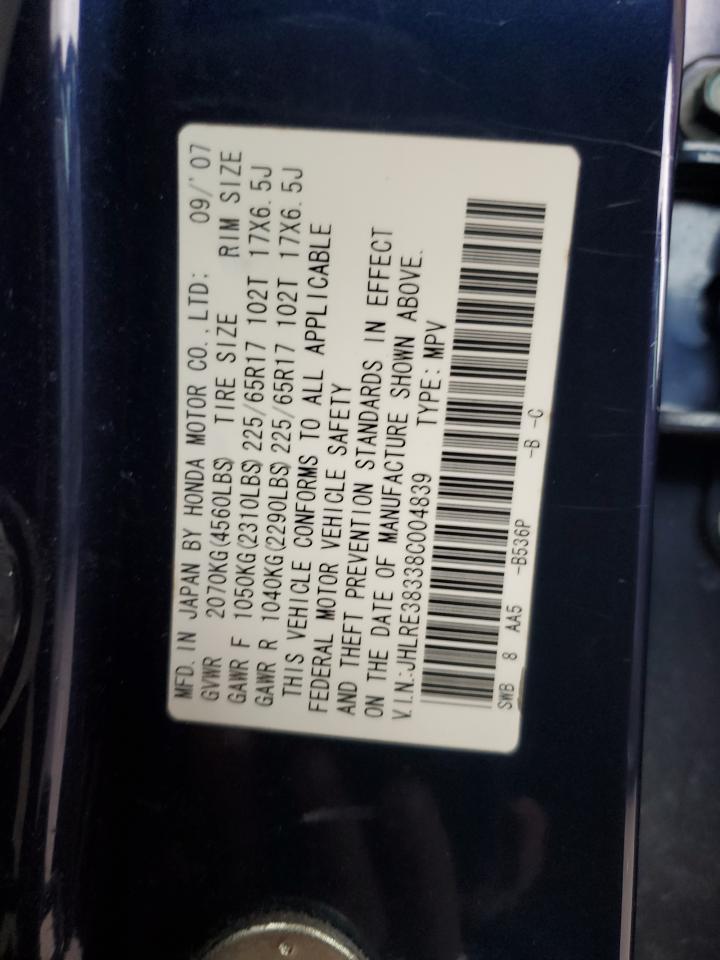 MFD. IN JAPAN BY HONDA MOTOR CO., LTD: 09/'07
GVWR 2070KG(4560LBS) TIRE SIZE RIM SIZE
GAWR F 1050KG(2310LBS) 225/65R17 102T 17X6.5J
GAWR R 1040KG(2290LBS) 225/65R17 102T 17X6.5J
THIS VEHICLE CONFORMS TO ALL APPLICABLE
FEDERAL MOTOR VEHICLE SAFETY
AND THEFT PREVENTION STANDARDS IN EFFECT
ON THE DATE OF MANUFACTURE SHOWN ABOVE.
V.I.N.:JHLRE38338C004839 TYPE:MPV
SWB 8 AA5 -B536P -B -C